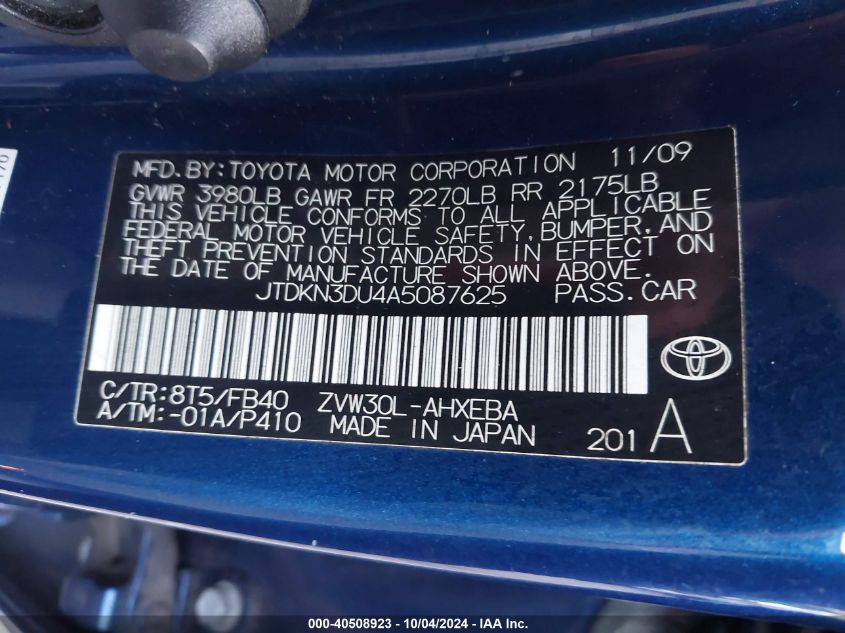 MFD.BY:TOYOTA MOTOR CORPORATION 11/09
GVWR 3980LB GAWR FR 2270LB RR 2175LB
THIS VEHICLE CONFORMS TO ALL APPLICABLE
FEDERAL MOTOR VEHICLE SAFETY,BUMPER,AND
THEFT PREVENTION STANDARDS IN EFFECT ON
THE DATE OF MANUFACTURE SHOWN ABOVE.
JTDKN3DU4A5087625 PASS.CAR
C/TR:8T5/FB40 ZVW30L-AHXEBA
A/TM:-01A/P410 MADE IN JAPAN 201 A
000-40508923 - 10/04/2024 - IAA Inc.